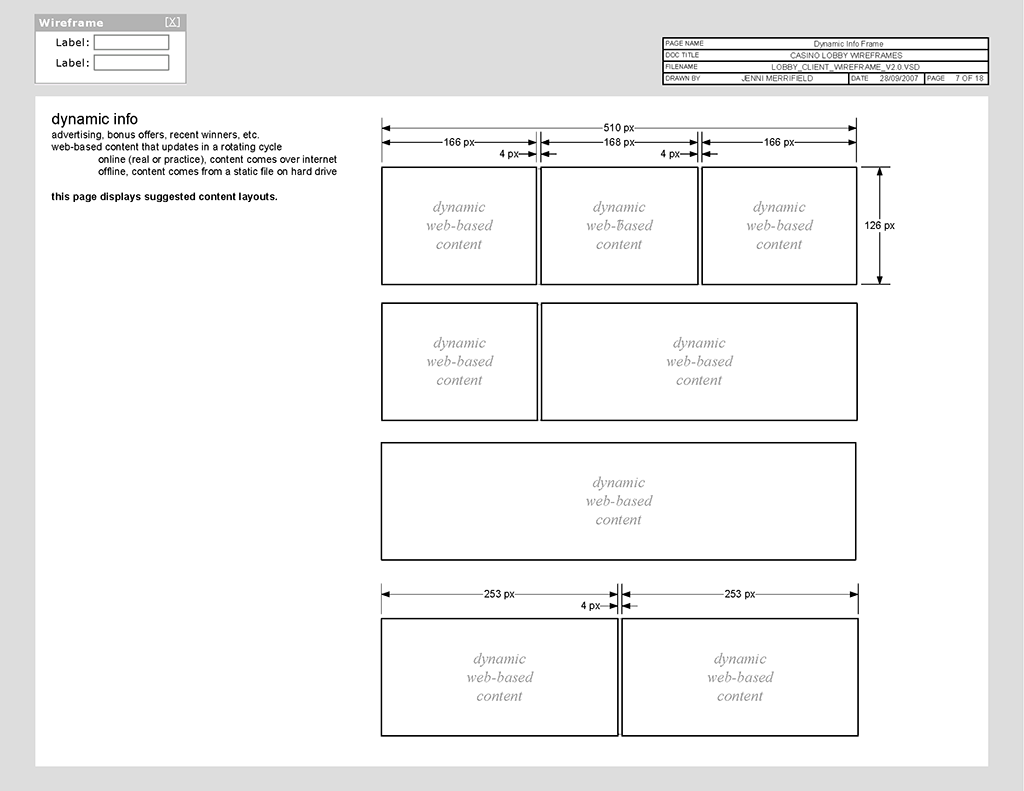 Wireframe [X]
Label:
Label:
PAGE NAME Dynamic Info Frame
DOC TITLE CASINO LOBBY WIREFRAMES
FILENAME LOBBY_CLIENT_WIREFRAME_V2.0.VSD
DRAWN BY JENNI MERRIFIELD DATE 28/09/2007 PAGE 7 OF 18
dynamic info
advertising, bonus offers, recent winners, etc.
web-based content that updates in a rotating cycle
online (real or practice), content comes over internet
offline, content comes from a static file on hard drive
this page displays suggested content layouts.
510 px
166 px 168 px 166 px
4 px 4 px
dynamic
web-based
content
dynamic
web-based
content
dynamic
web-based
content
126 px
dynamic
web-based
content
dynamic
web-based
content
dynamic
web-based
content
253 px 253 px
4 px
dynamic
web-based
content
dynamic
web-based
content